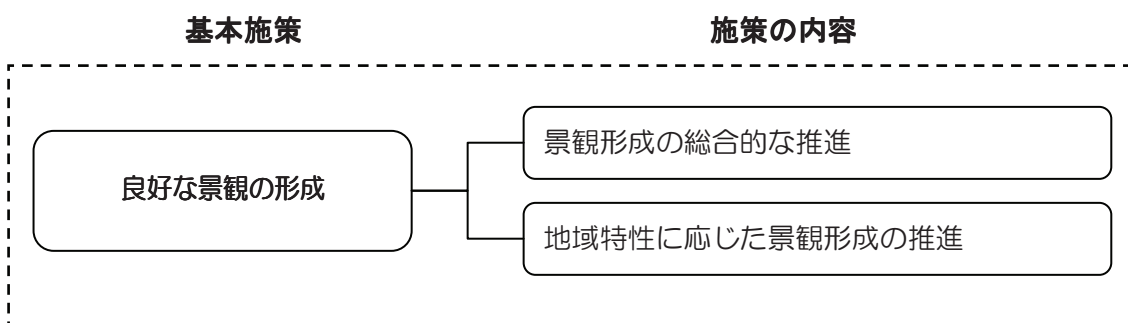 基本施策
施策の内容
良好な景観の形成
景観形成の総合的な推進
地域特性に応じた景観形成の推進